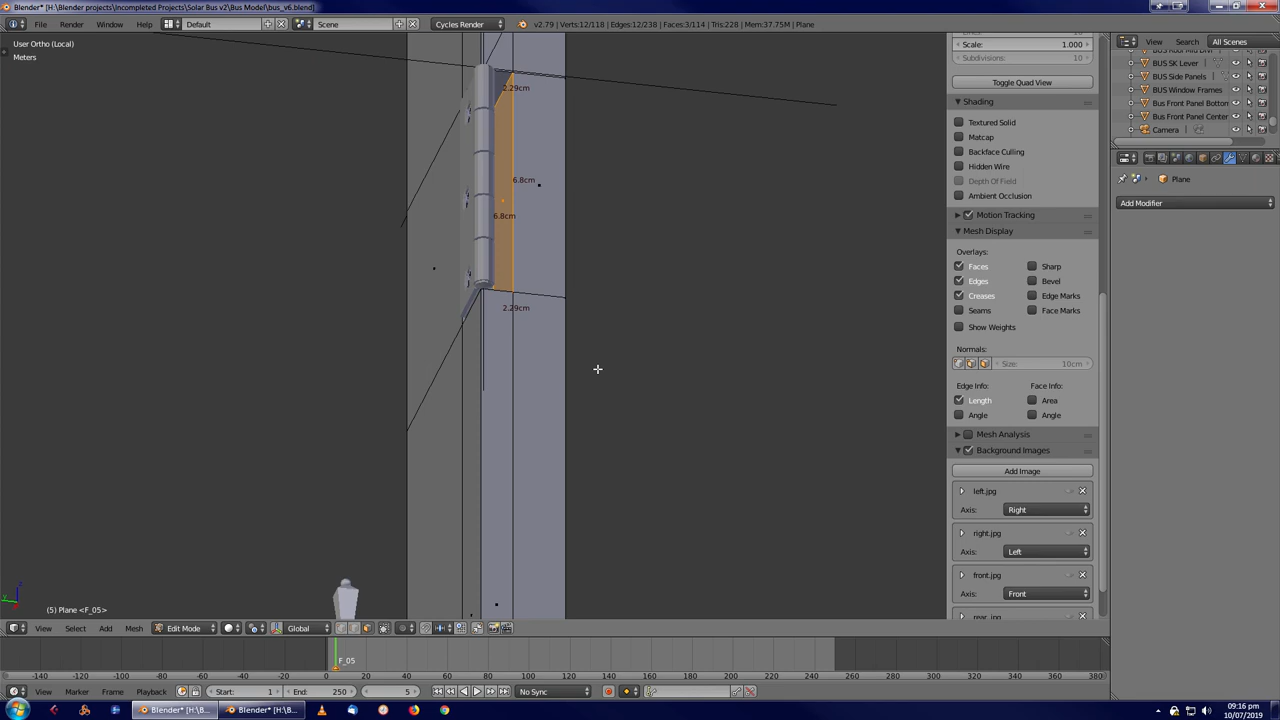 Blender* [H:\Blender projects\Incompleted Projects\Solar Bus v2\Bus Model\bus_v6.blend]
File Render Window Help Default Scene Cycles Render v2.79 | Verts:12/118 | Edges:12/238 | Faces:3/114 | Tris:228 | Mem:37.75M | Plane
View Search All Scenes
User Ortho (Local)
Meters
Scale: 1.000
Subdivisions: 10
Toggle Quad View
Shading
Textured Solid
Matcap
Backface Culling
Hidden Wire
Depth Of Field
Ambient Occlusion
Motion Tracking
Mesh Display
Overlays:
Faces Sharp
Edges Bevel
Creases Edge Marks
Seams Face Marks
Show Weights
Normals:
Size: 10cm
Edge Info: Face Info:
Length Area
Angle Angle
Mesh Analysis
Background Images
Add Image
left.jpg
Axis: Right
right.jpg
Axis: Left
front.jpg
Axis: Front
rear.jpg
BUS SK Lever
BUS Side Panels
BUS Window Frames
Bus Front Panel Botton
Bus Front Panel Center
Camera
Plane
Add Modifier
2.29cm
6.8cm
6.8cm
2.29cm
(5) Plane <F_05>
View Select Add Mesh Edit Mode Global
F_05
-140 -120 -100 -80 -60 -40 -20 0 20 40 60 80 100 120 140 160 180 200 220 240 260 280 300 320 340 360 380
View Marker Frame Playback Start: 1 End: 250 5 No Sync
Blender* [H:\B... Blender* [H:\B...
09:16 pm
10/07/2019